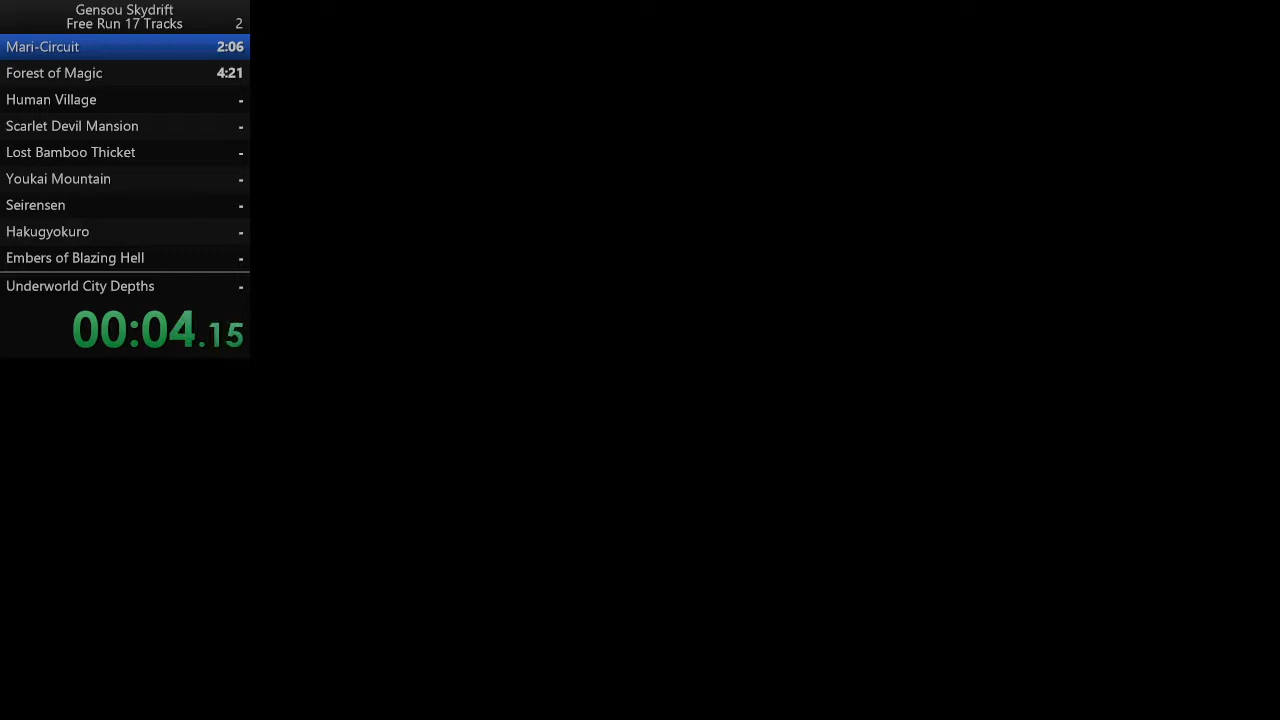 Gensou Skydrift
Free Run 17 Tracks 2
Mari-Circuit 2:06
Forest of Magic 4:21
Human Village -
Scarlet Devil Mansion -
Lost Bamboo Thicket -
Youkai Mountain -
Seirensen -
Hakugyokuro -
Embers of Blazing Hell -
Underworld City Depths -
00:04.15